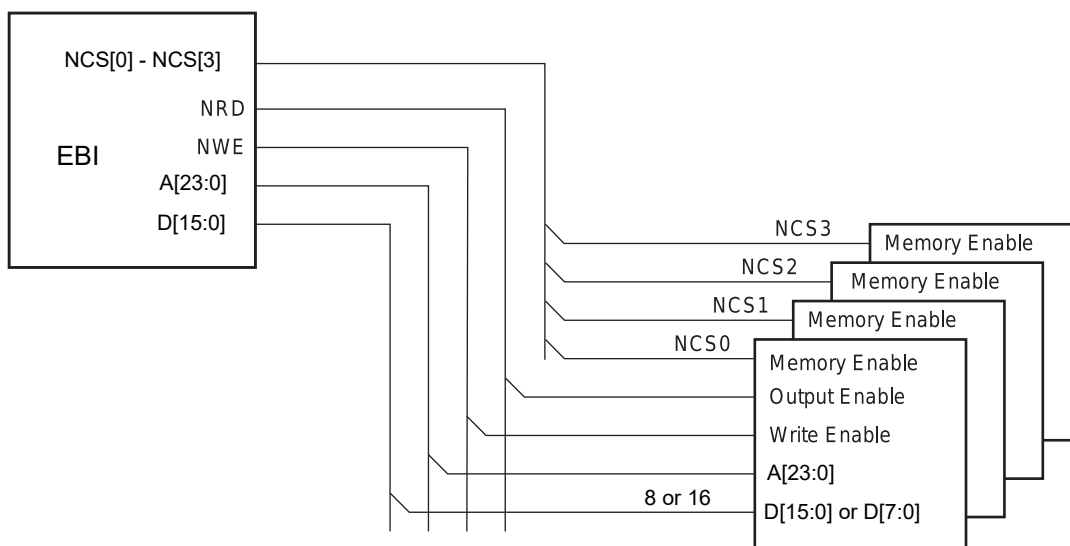 NCS[0] - NCS[3]
NRD
NWE
EBI
A[23:0]
D[15:0]
NCS3
Memory Enable
NCS2
Memory Enable
NCS1
Memory Enable
NCS0
Memory Enable
Output Enable
Write Enable
A[23:0]
8 or 16
D[15:0] or D[7:0]